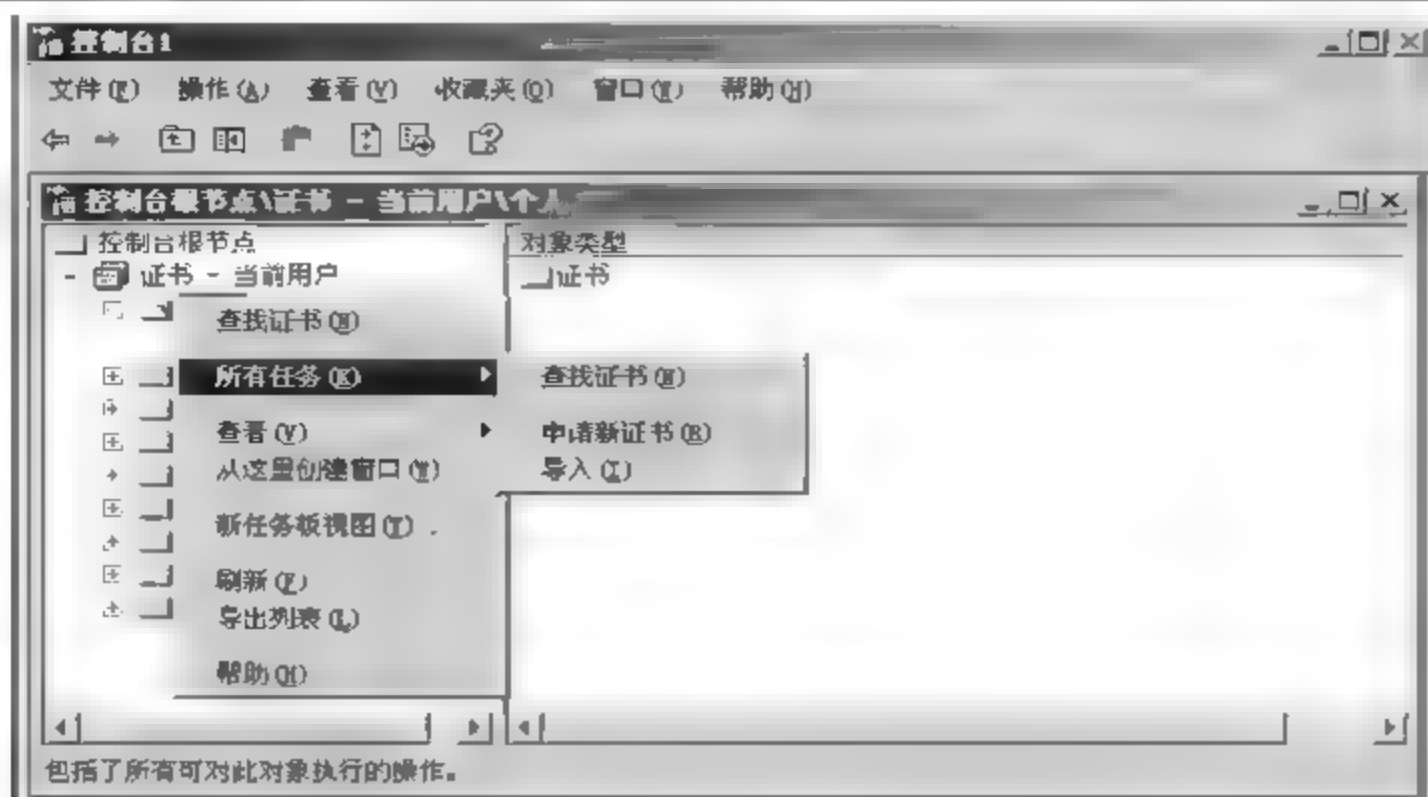 控制台1
文件(F) 操作(A) 查看(V) 收藏夹(O) 窗口(W) 帮助(H)
控制台根节点\证书 - 当前用户\个人
控制台根节点
对象类型
证书 - 当前用户
证书
查找证书(N)
所有任务(K)
查找证书(N)
查看(V)
申请新证书(R)
从这里创建窗口(W)
导入(I)
新任务板视图(T)
刷新(F)
导出列表(L)
帮助(H)
包括了所有可对此对象执行的操作。